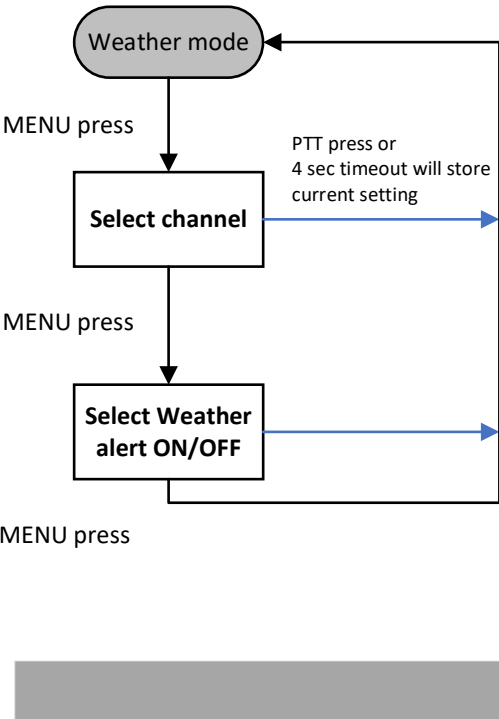 Weather mode
MENU press
PTT press or
4 sec timeout will store
current setting
Select channel
MENU press
Select Weather
alert ON/OFF
MENU press